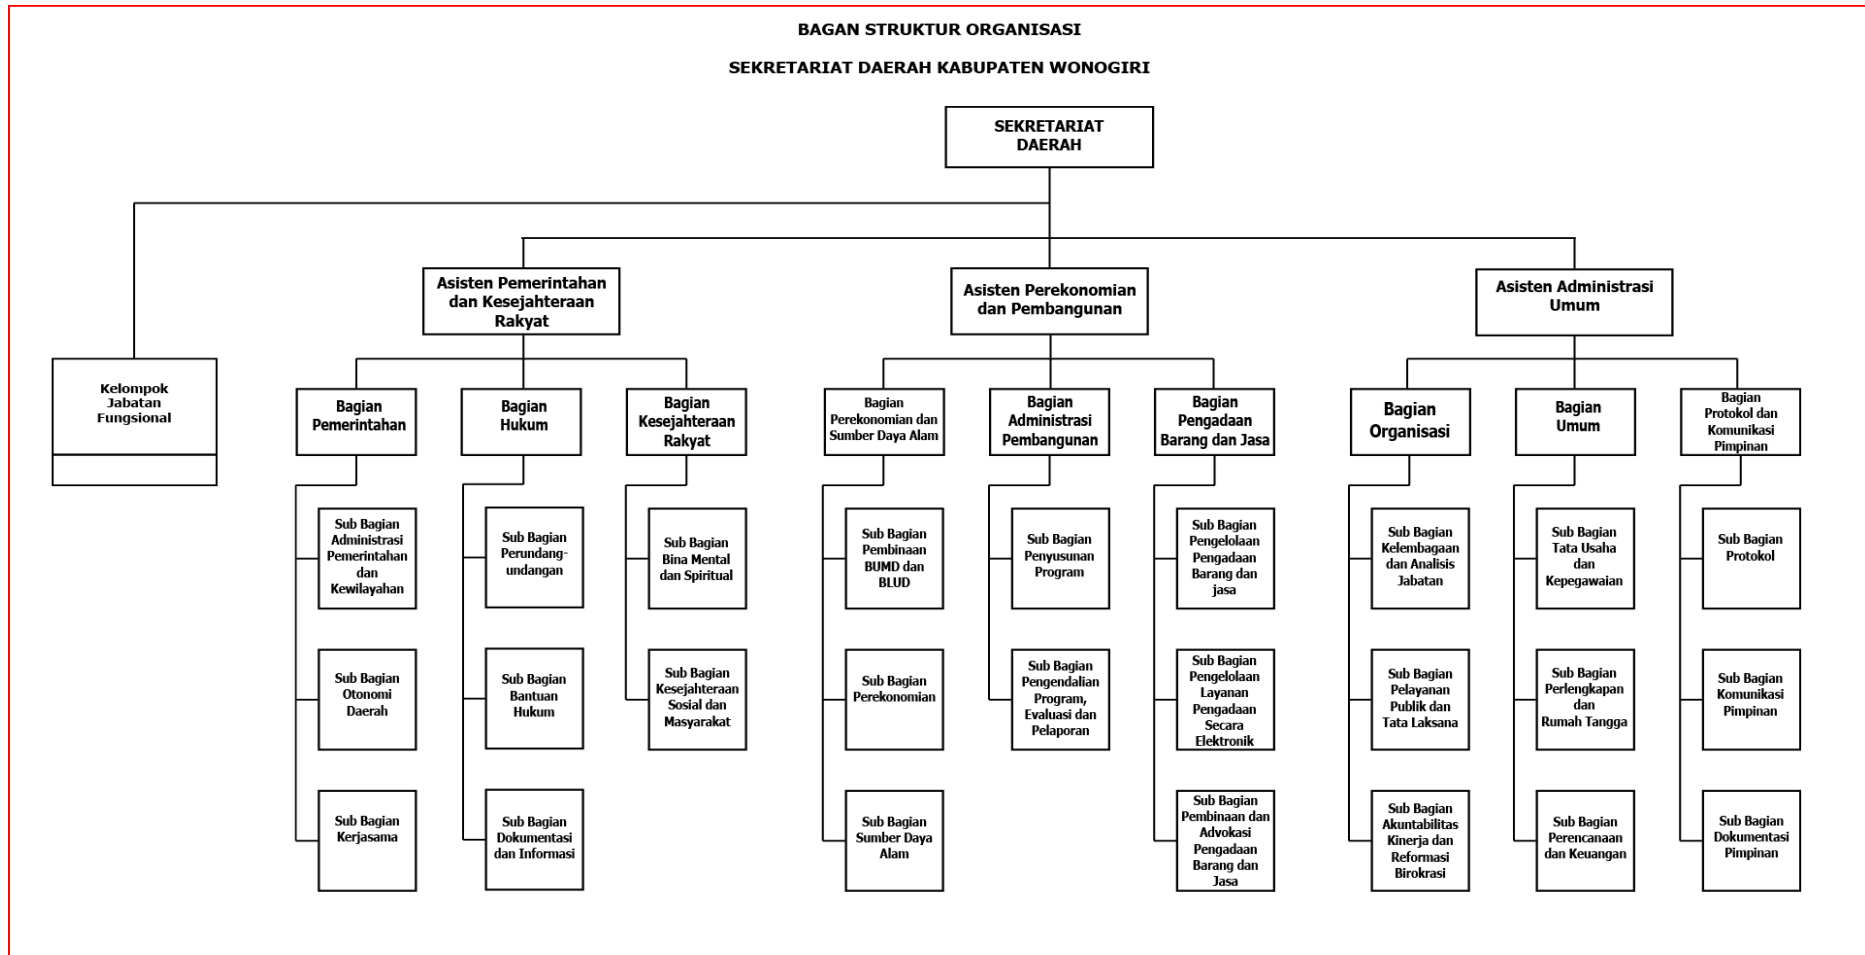 BAGAN STRUKTUR ORGANISASI
SEKRETARIAT DAERAH KABUPATEN WONOGIRI
SEKRETARIAT
DAERAH
Asisten Pemerintahan
dan Kesejahteraan
Rakyat
Asisten Perekonomian
dan Pembangunan
Asisten Administrasi
Umum
Kelompok
Jabatan
Fungsional
Bagian
Pemerintahan
Bagian
Hukum
Bagian
Kesejahteraan
Rakyat
Bagian
Perekonomian dan
Sumber Daya Alam
Bagian
Administrasi
Pembangunan
Bagian
Pengadaan
Barang dan Jasa
Bagian
Organisasi
Bagian
Umum
Bagian
Protokol dan
Komunikasi
Pimpinan
Sub Bagian
Administrasi
Pemerintahan
dan
Kewilayahan
Sub Bagian
Perundang-
undangan
Sub Bagian
Bina Mental
dan Spiritual
Sub Bagian
Pembinaan
BUMD dan
BLUD
Sub Bagian
Penyusunan
Program
Sub Bagian
Pengelolaan
Pengadaan
Barang dan
jasa
Sub Bagian
Kelembagaan
dan Analisis
Jabatan
Sub Bagian
Tata Usaha
dan
Kepegawaian
Sub Bagian
Protokol
Sub Bagian
Otonomi
Daerah
Sub Bagian
Bantuan
Hukum
Sub Bagian
Kesejahteraan
Sosial dan
Masyarakat
Sub Bagian
Perekonomian
Sub Bagian
Pengendalian
Program,
Evaluasi dan
Pelaporan
Sub Bagian
Pengelolaan
Layanan
Pengadaan
Secara
Elektronik
Sub Bagian
Pelayanan
Publik dan
Tata Laksana
Sub Bagian
Perlengkapan
dan
Rumah Tangga
Sub Bagian
Komunikasi
Pimpinan
Sub Bagian
Kerjasama
Sub Bagian
Dokumentasi
dan Informasi
Sub Bagian
Sumber Daya
Alam
Sub Bagian
Pembinaan dan
Advokasi
Pengadaan
Barang dan
Jasa
Sub Bagian
Akuntabilitas
Kinerja dan
Reformasi
Birokrasi
Sub Bagian
Perencanaan
dan Keuangan
Sub Bagian
Dokumentasi
Pimpinan